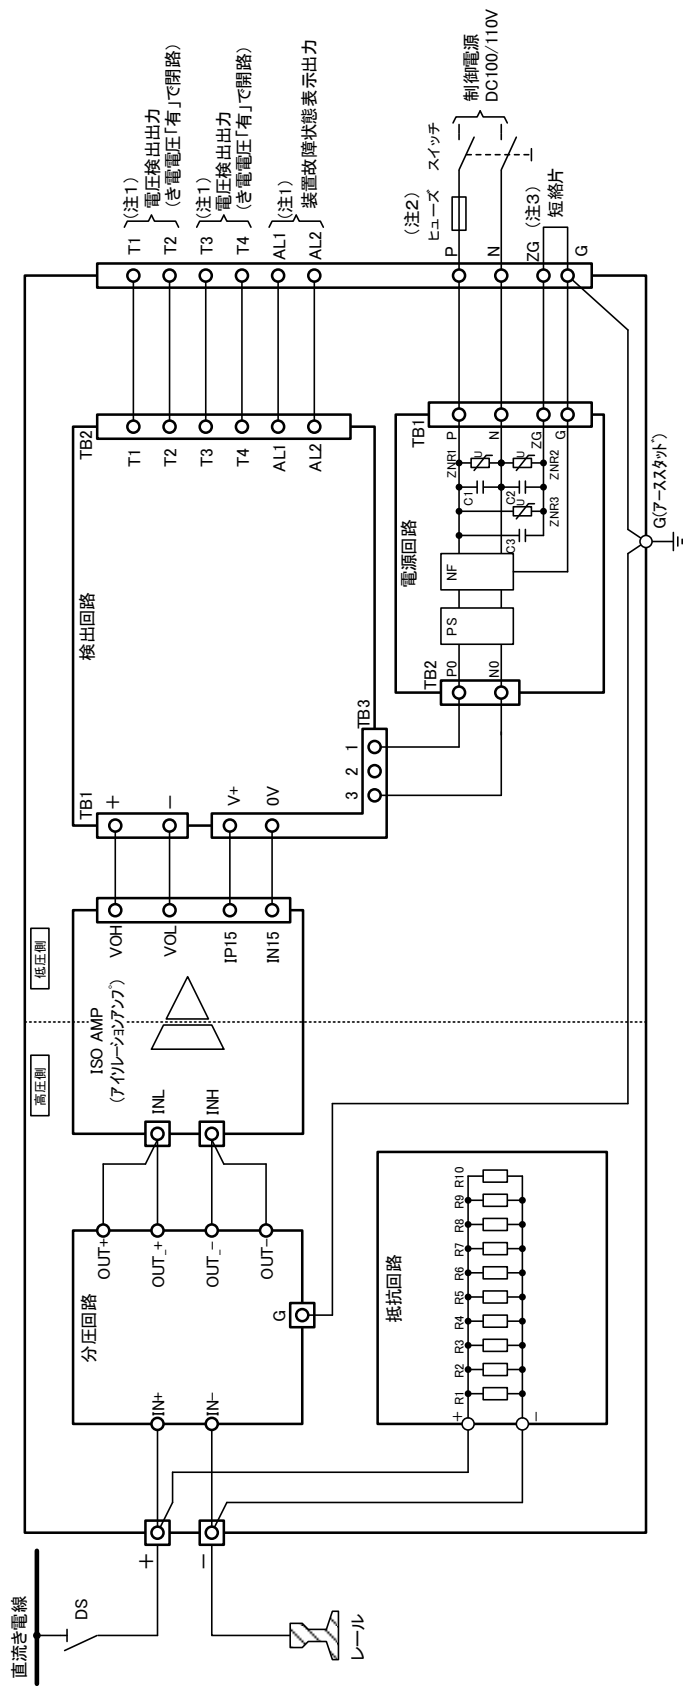 直流き電線
DS
+
−
レール
高圧側
低圧側
分圧回路
IN+
IN−
OUT+
OUT_+
OUT_−
OUT−
G
ISO AMP
(アイソレーションアンプ)
INL
INH
VOH
VOL
IP15
IN15
抵抗回路
+
−
R1
R2
R3
R4
R5
R6
R7
R8
R9
R10
検出回路
TB1
+
−
V+
0V
TB3
3
2
1
TB2
T1
T2
T3
T4
AL1
AL2
電源回路
TB2
P0
N0
PS
NF
C3
C1
C2
U
U
U
ZNR1
ZNR2
ZNR3
TB1
P
N
ZG
G
T1
T2
T3
T4
AL1
AL2
P
N
ZG
G
(注1)
電圧検出出力
(き電電圧「有」で閉路)
(注1)
電圧検出出力
(き電電圧「有」で開路)
(注1)
装置故障状態表示出力
(注2)
ヒューズ
スイッチ
制御電源
DC100/110V
(注3)
短絡片
G(アーススタッド)